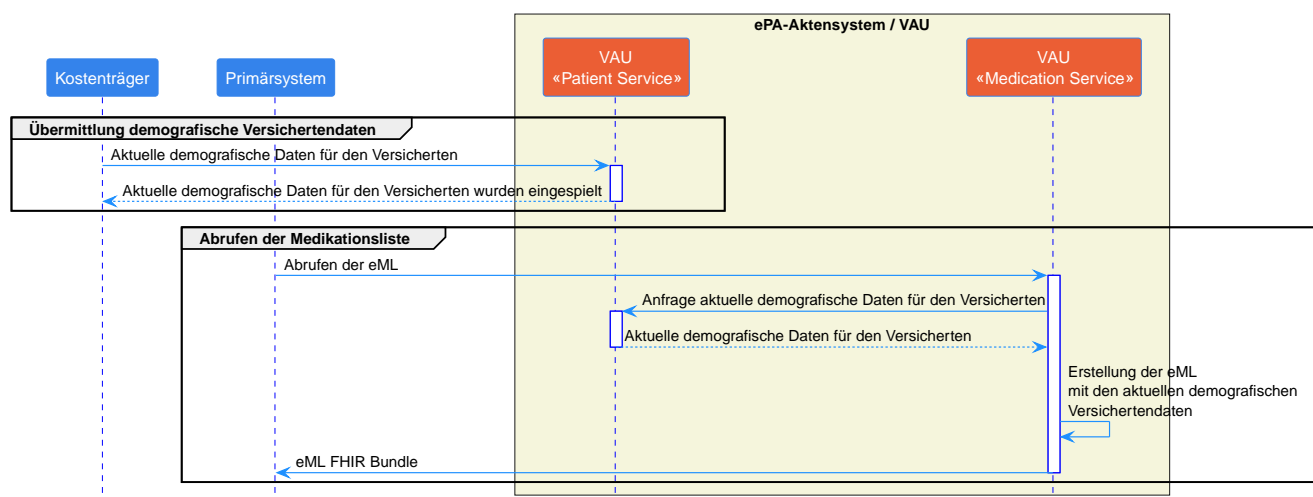 ePA-Aktensystem / VAU
Kostenträger
Primärsystem
VAU
«Patient Service»
VAU
«Medication Service»
Übermittlung demografische Versichertendaten
Aktuelle demografische Daten für den Versicherten
Aktuelle demografische Daten für den Versicherten wurden eingespielt
Abrufen der Medikationsliste
Abrufen der eML
Anfrage aktuelle demografische Daten für den Versicherten
Aktuelle demografische Daten für den Versicherten
Erstellung der eML
mit den aktuellen demografischen
Versichertendaten
eML FHIR Bundle